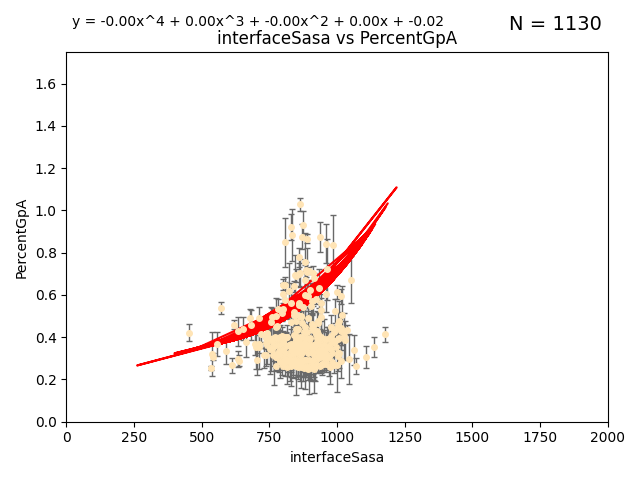 y = -0.00x^4 + 0.00x^3 + -0.00x^2 + 0.00x + -0.02
N = 1130
interfaceSasa vs PercentGpA
1.6
1.4
1.2
1.0
0.8
0.6
0.4
0.2
0.0
PercentGpA
0 250 500 750 1000 1250 1500 1750 2000
interfaceSasa